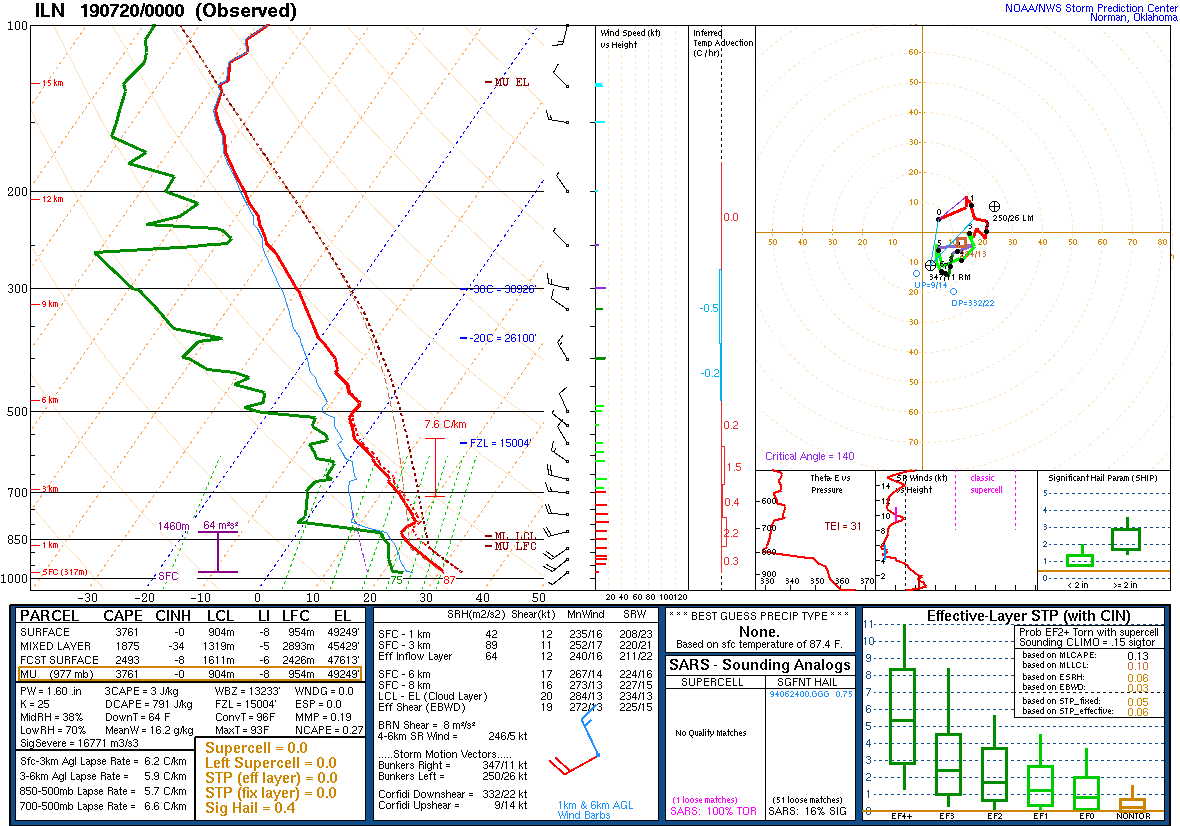 ILN 190720/0000 (Observed)
NOAA/NWS Storm Prediction Center
Norman, Oklahoma
100
200
300
400
500
700
850
1000
15 km
12 km
9 km
6 km
3 km
1 km
SFC (317m)
MU EL
-30C = 30926'
-20C = 26100'
FZL = 15004'
7.6 C/km
ML LCL
MU LFC
1460m 64 m²s²
SFC
75 87
-30 -20 -10 0 10 20 30 40 50
Wind Speed (kt)
vs Height
20 40 60 80 100 120
Inferred
Temp Advection
(C /hr)
0.0
-0.5
-0.2
0.2
1.5
0.4
2.2
0.3
70
60
50
40
30
20
10
50 40 30 20 10 20 30 40 50 60 70 80
10
20
30
40
50
60
70
0 1 3 5
250/26 LM
347/11 RM
UP=9/14
DP=332/22
Critical Angle = 140
Theta-E vs
Pressure
TEI = 31
600
700
800
900
330 340 350 360 370
SR Winds (kt)
vs Height
classic
supercell
14
12
10
8
6
4
2
Significant Hail Param (SHIP)
5
4
3
2
1
0
< 2 in >= 2 in
PARCEL CAPE CINH LCL LI LFC EL
SURFACE 3761 -0 904m -8 954m 49249'
MIXED LAYER 1875 -34 1319m -5 2893m 45429'
FCST SURFACE 2493 -8 1611m -6 2426m 47613'
MU (977 mb) 3761 -0 904m -8 954m 49249'
PW = 1.60 .in 3CAPE = 3 J/kg WBZ = 13233' WNDG = 0.0
K = 25 DCAPE = 791 J/kg FZL = 15004' ESP = 0.0
MidRH = 38% DownT = 64 F ConvT = 96F MMP = 0.19
LowRH = 70% MeanW = 16.2 g/kg MaxT = 93F NCAPE = 0.27
SigSevere = 16771 m3/s3
Sfc-3km Agl Lapse Rate = 6.2 C/km
3-6km Agl Lapse Rate = 5.9 C/km
850-500mb Lapse Rate = 5.7 C/km
700-500mb Lapse Rate = 6.6 C/km
Supercell = 0.0
Left Supercell = 0.0
STP (eff layer) = 0.0
STP (fix layer) = 0.0
Sig Hail = 0.4
SRH(m2/s2) Shear(kt) MnWind SRW
SFC - 1 km 42 12 235/16 208/23
SFC - 3 km 89 11 252/17 220/21
Eff Inflow Layer 64 12 240/16 211/22
SFC - 6 km 17 267/14 224/16
SFC - 8 km 16 273/13 227/15
LCL - EL (Cloud Layer) 20 284/13 234/13
Eff Shear (EBWD) 19 272/13 225/15
BRN Shear = 8 m²/s²
4-6km SR Wind = 246/5 kt
.....Storm Motion Vectors.....
Bunkers Right = 347/11 kt
Bunkers Left = 250/26 kt
Corfidi Downshear = 332/22 kt
Corfidi Upshear = 9/14 kt
1km & 6km AGL
Wind Barbs
* * * BEST GUESS PRECIP TYPE * * *
None.
Based on sfc temperature of 87.4 F.
SARS - Sounding Analogs
SUPERCELL SGFNT HAIL
94062400.GGG 0.75
No Quality Matches
(1 loose matches) (51 loose matches)
SARS: 100% TOR SARS: 16% SIG
Effective-Layer STP (with CIN)
Prob EF2+ Torn with supercell
Sounding CLIMO = .15 sigtor
based on MLCAPE: 0.13
based on MLLCL: 0.10
based on ESRH: 0.06
based on EBWD: 0.03
based on STP_fixed: 0.05
based on STP_effective: 0.06
11
10
9
8
7
6
5
4
3
2
1
0
EF4+ EF3 EF2 EF1 EF0 NONTOR